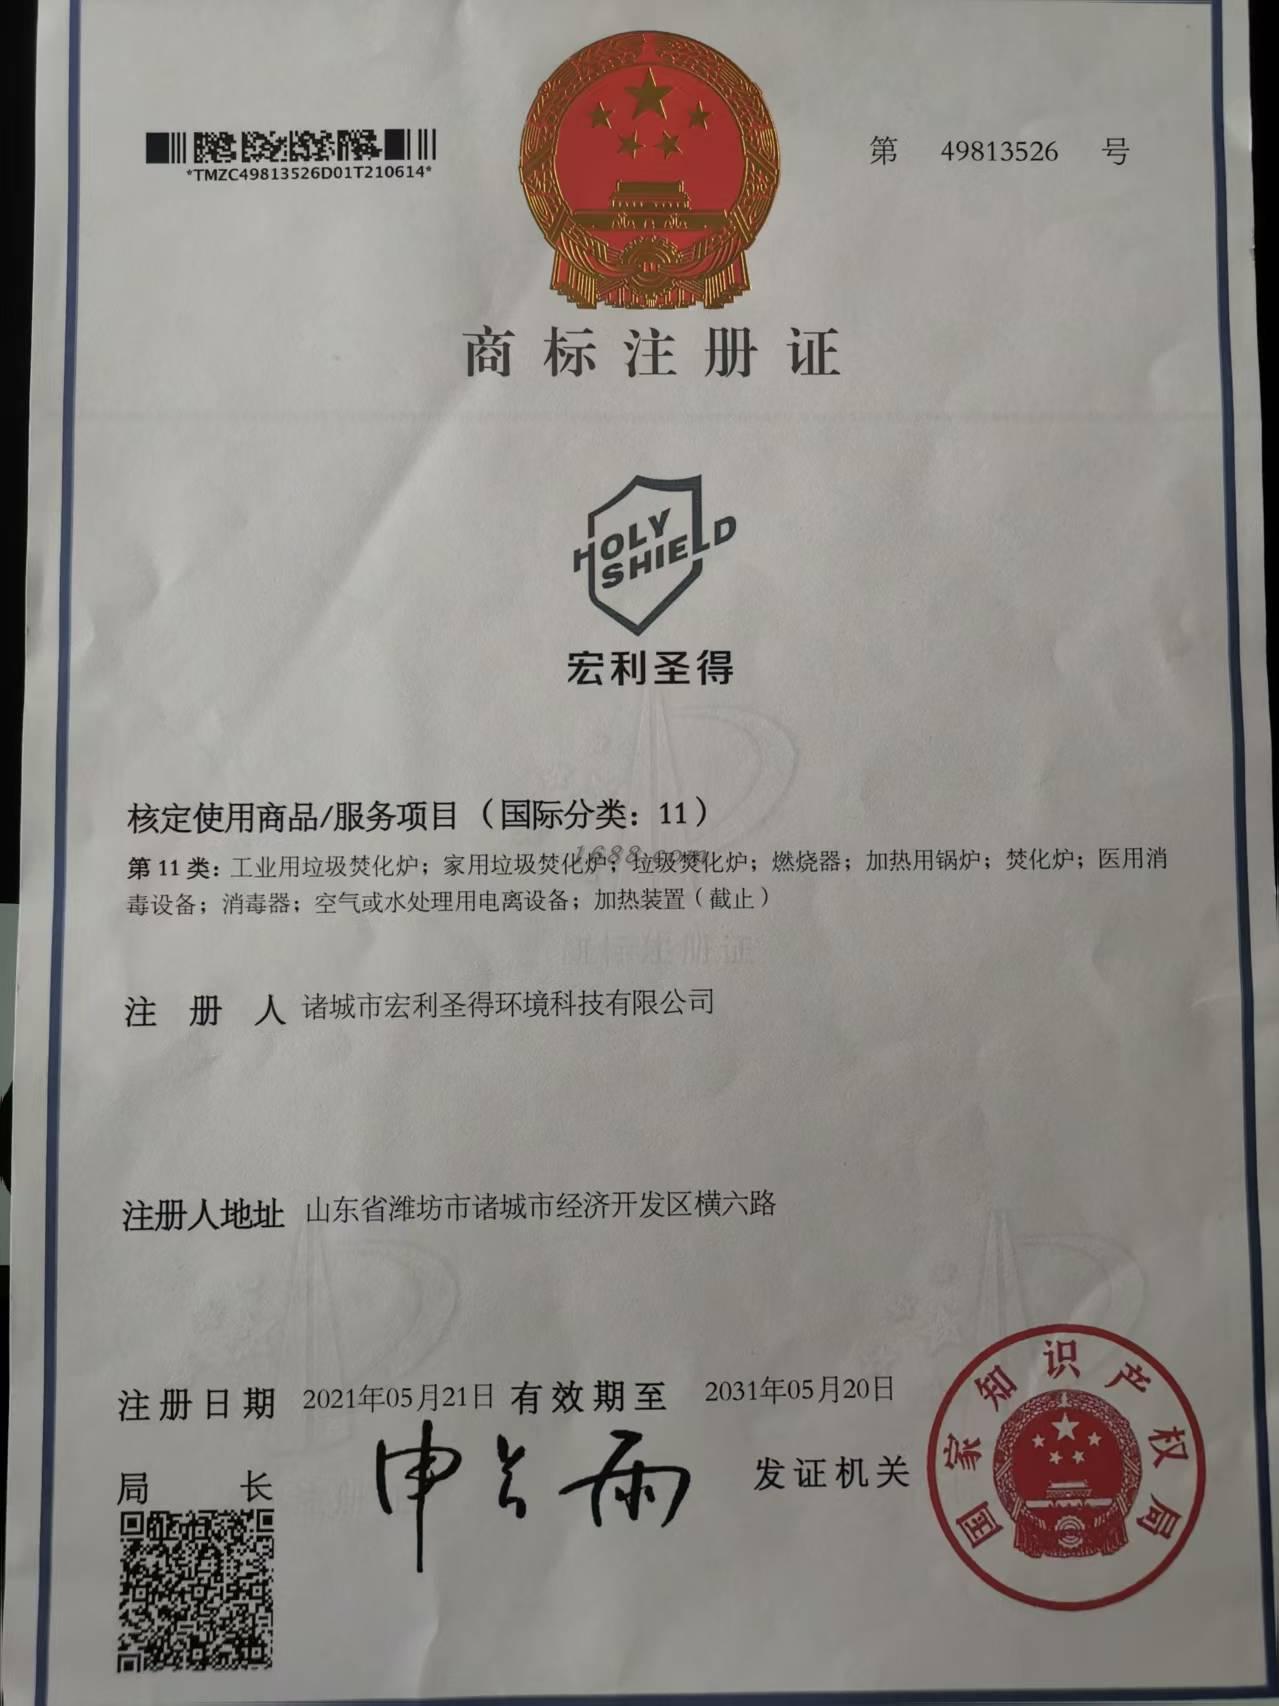 *TMZC49813526D01T210614*
第 49813526 号
商标注册证
HOLY
SHIELD
宏利圣得
核定使用商品/服务项目（国际分类：11）
第 11 类：工业用垃圾焚化炉；家用垃圾焚化炉；垃圾焚化炉；燃烧器；加热用锅炉；焚化炉；医用消
毒设备；消毒器；空气或水处理用电离设备；加热装置（截止）
1688.com
注册人 诸城市宏利圣得环境科技有限公司
注册人地址 山东省潍坊市诸城市经济开发区横六路
注册日期 2021年05月21日 有效期至 2031年05月20日
局长 申长雨 发证机关
国家知识产权局